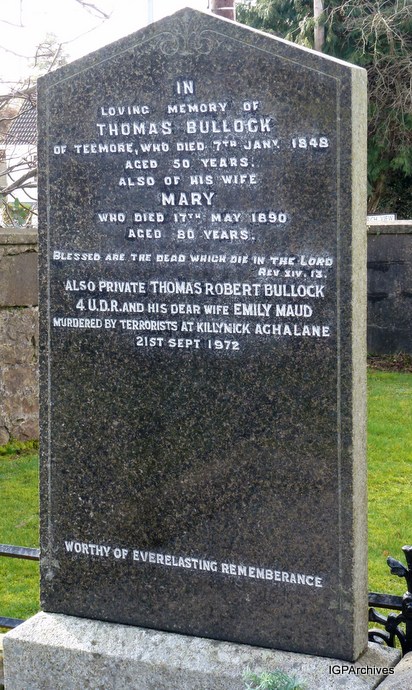 IN
LOVING MEMORY OF
THOMAS BULLOCK
OF TEEMORE, WHO DIED 7TH JANY. 1848
AGED 50 YEARS.
ALSO OF HIS WIFE
MARY
WHO DIED 17TH MAY 1890
AGED 80 YEARS.
BLESSED ARE THE DEAD WHICH DIE IN THE LORD
REV. XIV. 13.
ALSO PRIVATE THOMAS ROBERT BULLOCK
4. U.D.R. AND HIS DEAR WIFE EMILY MAUD
MURDERED BY TERRORISTS AT KILLYNICK AGHALANE
21ST SEPT 1972
WORTHY OF EVERLASTING REMEMBERANCE
IGPArchives